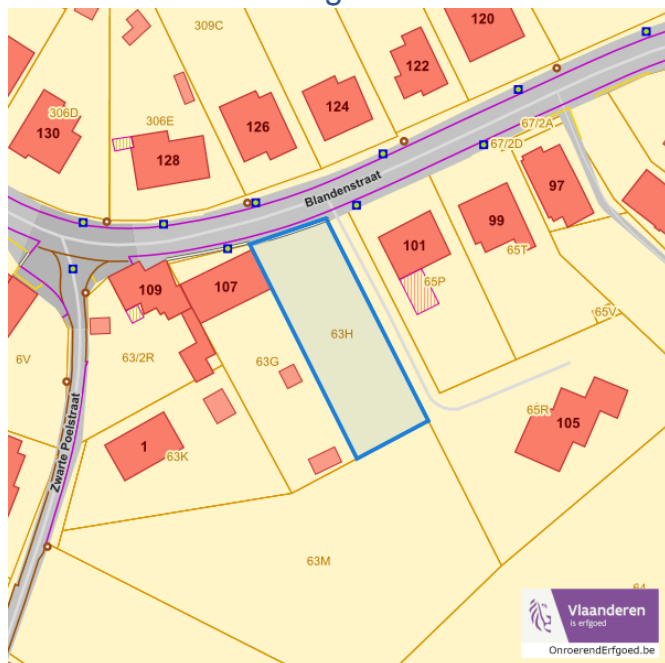 309C
120
122
124
126
306D
130
306E
128
67/2A
67/2D
97
Blandenstraat
99
101
65T
65P
109
107
65V
63H
6V
63/2R
63G
65R
105
1
63K
Zwarte Poelstraat
63M
64
Vlaanderen
is erfgoed
OnroerendErfgoed.be